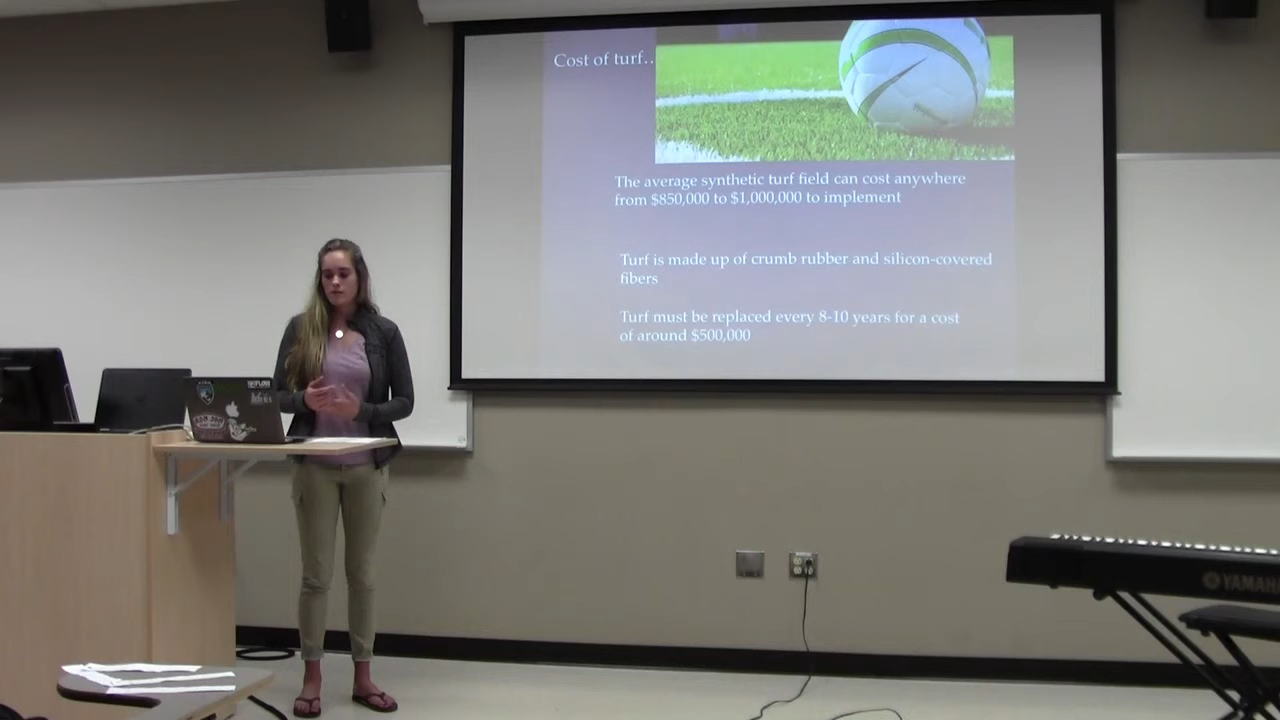 Cost of turf..
The average synthetic turf field can cost anywhere
from $850,000 to $1,000,000 to implement
Turf is made up of crumb rubber and silicon-covered
fibers
Turf must be replaced every 8-10 years for a cost
of around $500,000
YAMAH